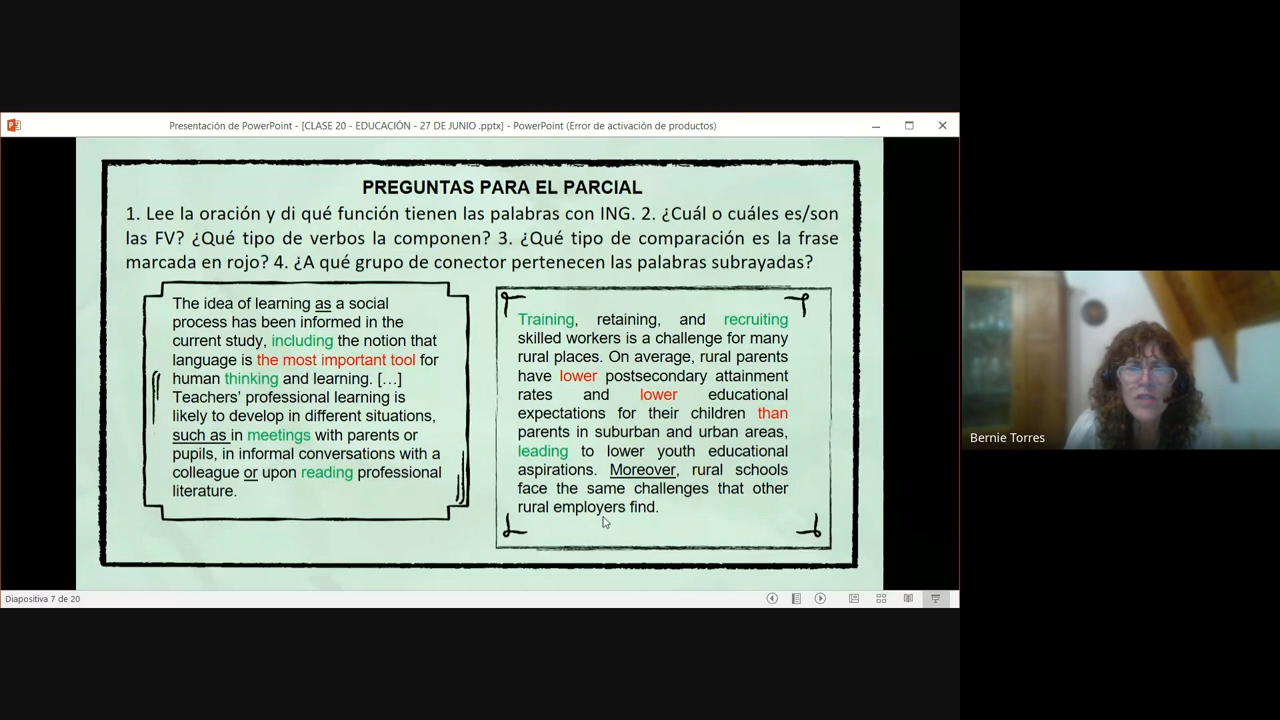 Presentación de PowerPoint - [CLASE 20 - EDUCACIÓN - 27 DE JUNIO .pptx] - PowerPoint (Error de activación de productos)
PREGUNTAS PARA EL PARCIAL
1. Lee la oración y di qué función tienen las palabras con ING. 2. ¿Cuál o cuáles es/son
las FV? ¿Qué tipo de verbos la componen? 3. ¿Qué tipo de comparación es la frase
marcada en rojo? 4. ¿A qué grupo de conector pertenecen las palabras subrayadas?
The idea of learning as a social
process has been informed in the
current study, including the notion that
language is the most important tool for
human thinking and learning. […]
Teachers’ professional learning is
likely to develop in different situations,
such as in meetings with parents or
pupils, in informal conversations with a
colleague or upon reading professional
literature.
Training, retaining, and recruiting
skilled workers is a challenge for many
rural places. On average, rural parents
have lower postsecondary attainment
rates and lower educational
expectations for their children than
parents in suburban and urban areas,
leading to lower youth educational
aspirations. Moreover, rural schools
face the same challenges that other
rural employers find.
Bernie Torres
Diapositiva 7 de 20